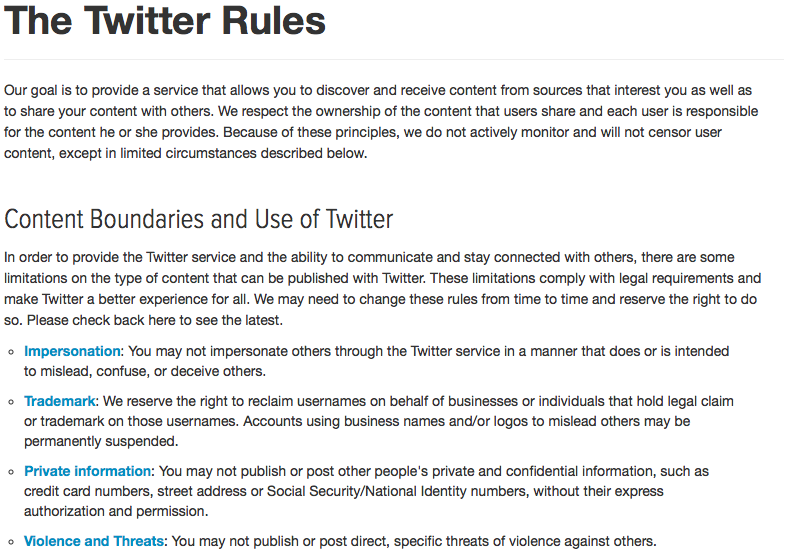 The Twitter Rules
Our goal is to provide a service that allows you to discover and receive content from sources that interest you as well as
to share your content with others. We respect the ownership of the content that users share and each user is responsible
for the content he or she provides. Because of these principles, we do not actively monitor and will not censor user
content, except in limited circumstances described below.
Content Boundaries and Use of Twitter
In order to provide the Twitter service and the ability to communicate and stay connected with others, there are some
limitations on the type of content that can be published with Twitter. These limitations comply with legal requirements and
make Twitter a better experience for all. We may need to change these rules from time to time and reserve the right to do
so. Please check back here to see the latest.
◦ Impersonation: You may not impersonate others through the Twitter service in a manner that does or is intended
to mislead, confuse, or deceive others.
◦ Trademark: We reserve the right to reclaim usernames on behalf of businesses or individuals that hold legal claim
or trademark on those usernames. Accounts using business names and/or logos to mislead others may be
permanently suspended.
◦ Private information: You may not publish or post other people's private and confidential information, such as
credit card numbers, street address or Social Security/National Identity numbers, without their express
authorization and permission.
◦ Violence and Threats: You may not publish or post direct, specific threats of violence against others.